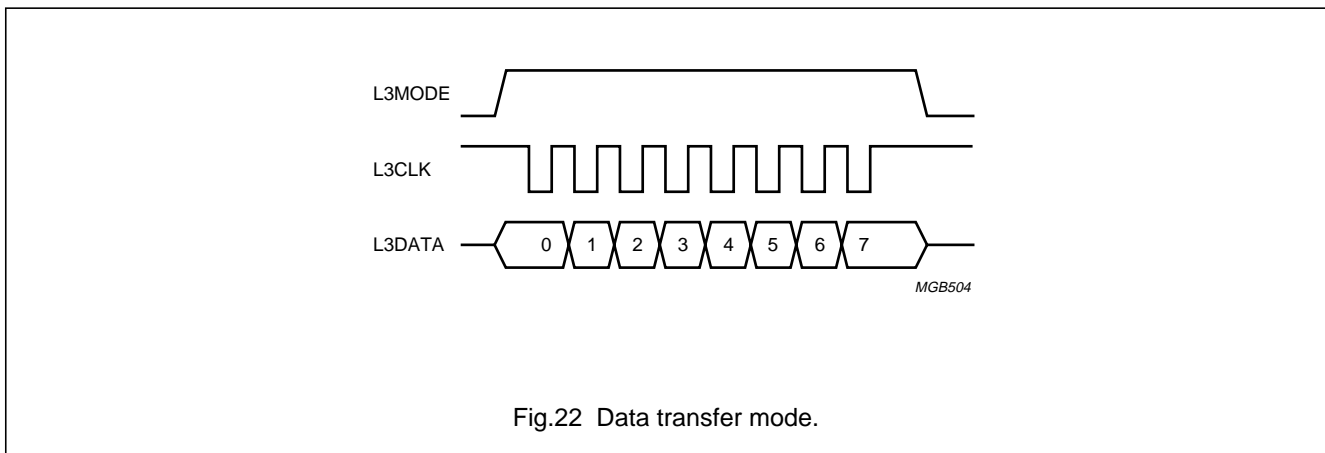 L3MODE
L3CLK
L3DATA 0 1 2 3 4 5 6 7
MGB504
Fig.22 Data transfer mode.